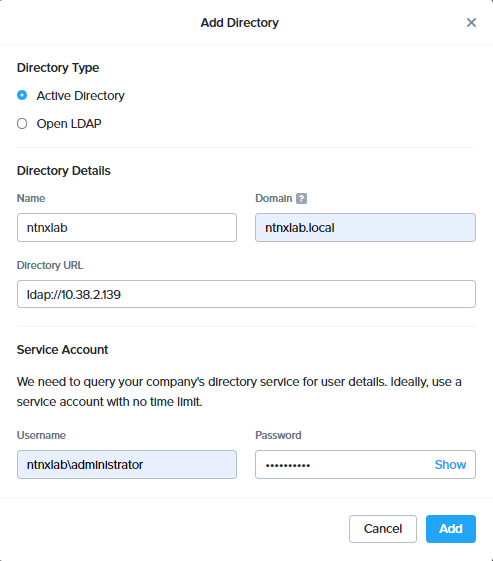 Add Directory
Directory Type
Active Directory
Open LDAP
Directory Details
Name
Domain ?
ntnxlab
ntnxlab.local
Directory URL
ldap://10.38.2.139
Service Account
We need to query your company's directory service for user details. Ideally, use a
service account with no time limit.
Username
Password
ntnxlab\administrator
•••••••••• Show
Cancel
Add